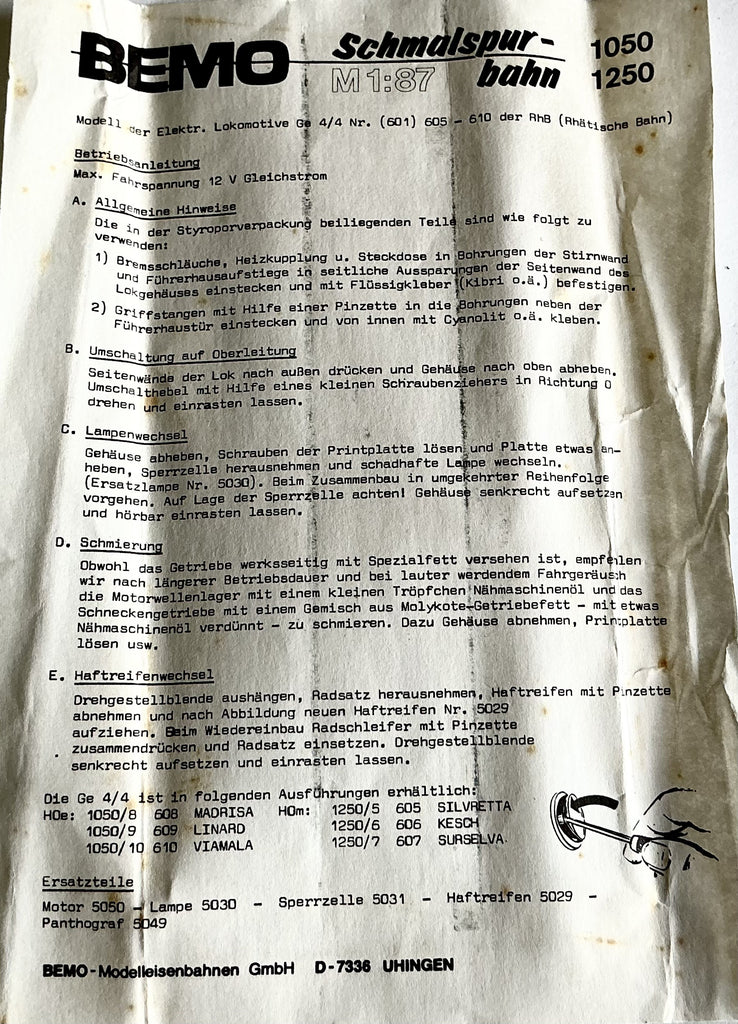 BEMO Schmalspur- 1050
M 1:87 bahn 1250
Modell der Elektr. Lokomotive Ge 4/4 Nr. (601) 605 - 610 der RhB (Rhätische Bahn)
Betriebsanleitung
Max. Fahrspannung 12 V Gleichstrom
A. Allgemeine Hinweise
Die in der Styroporverpackung beiliegenden Teile sind wie folgt zu
verwenden:
1) Bremsschläuche, Heizkupplung u. Steckdose in Bohrungen der Stirnwand
und Führerhausaufstiege in seitliche Aussparungen der Seitenwand des
Lokgehäuses einstecken und mit Flüssigkleber (Kibri o.ä.) befestigen.
2) Griffstangen mit Hilfe einer Pinzette in die Bohrungen neben der
Führerhaustür einstecken und von innen mit Cyanolit o.ä. kleben.
B. Umschaltung auf Oberleitung
Seitenwände der Lok nach außen drücken und Gehäuse nach oben abheben.
Umschalthebel mit Hilfe eines kleinen Schraubenziehers in Richtung O
drehen und einrasten lassen.
C. Lampenwechsel
Gehäuse abheben, Schrauben der Printplatte lösen und Platte etwas an-
heben, Sperrzelle herausnehmen und schadhafte Lampe wechseln.
(Ersatzlampe Nr. 5030). Beim Zusammenbau in umgekehrter Reihenfolge
vorgehen. Auf Lage der Sperrzelle achten! Gehäuse senkrecht aufsetzen
und hörbar einrasten lassen.
D. Schmierung
Obwohl das Getriebe werksseitig mit Spezialfett versehen ist, empfehlen
wir nach längerer Betriebsdauer und bei lauter werdendem Fahrgeräusch
die Motorwellenlager mit einem kleinen Tröpfchen Nähmaschinenöl und das
Schneckengetriebe mit einem Gemisch aus Molykote-Getriebefett - mit etwas
Nähmaschinenöl verdünnt - zu schmieren. Dazu Gehäuse abnehmen, Printplatte
lösen usw.
E. Haftreifenwechsel
Drehgestellblende aushängen, Radsatz herausnehmen, Haftreifen mit Pinzette
abnehmen und nach Abbildung neuen Haftreifen Nr. 5029
aufziehen. Beim Wiedereinbau Radschleifer mit Pinzette
zusammendrücken und Radsatz einsetzen. Drehgestellblende
senkrecht aufsetzen und einrasten lassen.
Die Ge 4/4 ist in folgenden Ausführungen erhältlich:
H0e: 1050/8 608 MADRISA H0m: 1250/5 605 SILVRETTA
1050/9 609 LINARD 1250/6 606 KESCH
1050/10 610 VIAMALA 1250/7 607 SURSELVA
Ersatzteile
Motor 5050 - Lampe 5030 - Sperrzelle 5031 - Haftreifen 5029 -
Panthograf 5049
BEMO-Modelleisenbahnen GmbH D-7336 UHINGEN